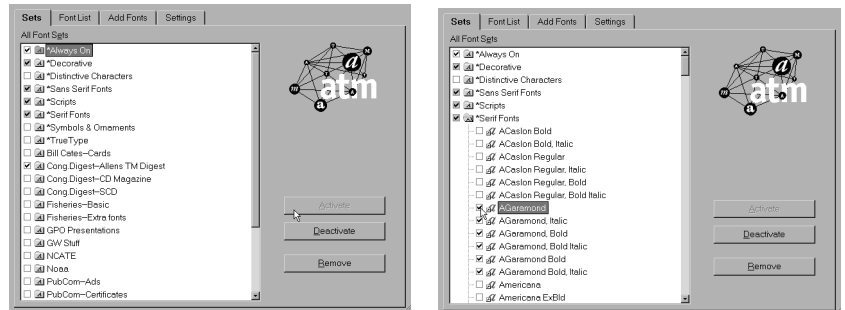 Sets Font List Add Fonts Settings
All Font Sets
*Always On
*Decorative
*Distinctive Characters
*Sans Serif Fonts
*Scripts
*Serif Fonts
*Symbols & Ornaments
*TrueType
Bill Cates–Cards
Cong.Digest–Allens TM Digest
Cong.Digest–CD Magazine
Cong.Digest–SCD
Fisheries–Basic
Fisheries–Extra fonts
GPO Presentations
GW Stuff
NCATE
Noaa
PubCom–Ads
PubCom–Certificates
atm
Activate
Deactivate
Remove
Sets Font List Add Fonts Settings
All Font Sets
*Always On
*Decorative
*Distinctive Characters
*Sans Serif Fonts
*Scripts
*Serif Fonts
ACaslon Bold
ACaslon Bold, Italic
ACaslon Regular
ACaslon Regular, Italic
ACaslon Regular, Bold
ACaslon Regular, Bold Italic
AGaramond
AGaramond, Italic
AGaramond, Bold
AGaramond, Bold Italic
AGaramond Bold
AGaramond Bold, Italic
Americana
Americana ExBld
atm
Activate
Deactivate
Remove